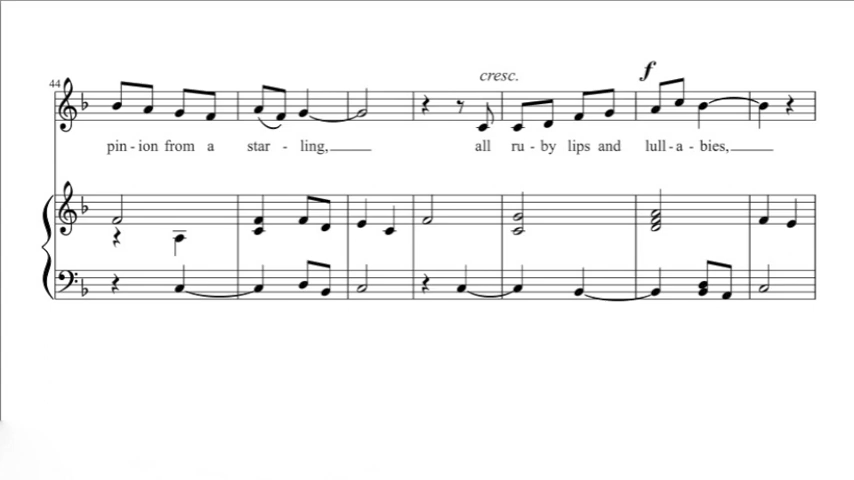 44
cresc.
f
pin - ion from a star - ling, all ru - by lips and lull - a - bies,